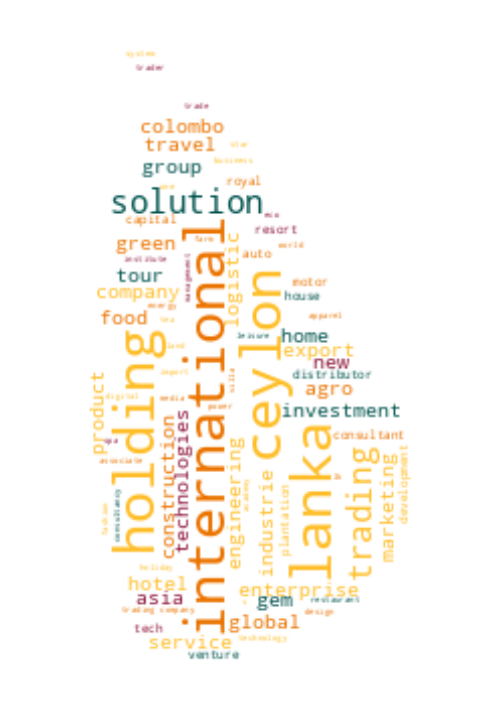 system
trader
trade
colombo
travel
star
business
group
royal
solution
capital
eco
resort
green
farm
world
institute
management
international
logistic
auto
tour
ceylon
motor
company
house
energy
food
tea
apparel
holding
leisure
home
land
export
new
import
villa
distributor
product
digital
media
agro
power
technologies
investment
construction
lanka
spa
consultant
engineering
trading
marketing
development
associate
industrie
academy
plantation
fashion
consultancy
holiday
hotel
enterprise
asia
gem
restaurant
trading company
design
global
tech
technology
service
venture